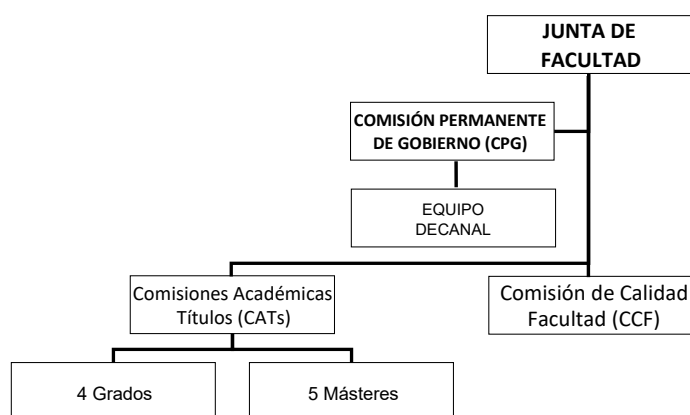 JUNTA DE
FACULTAD
COMISIÓN PERMANENTE
DE GOBIERNO (CPG)
EQUIPO
DECANAL
Comisiones Académicas
Títulos (CATs)
Comisión de Calidad
Facultad (CCF)
4 Grados
5 Másteres